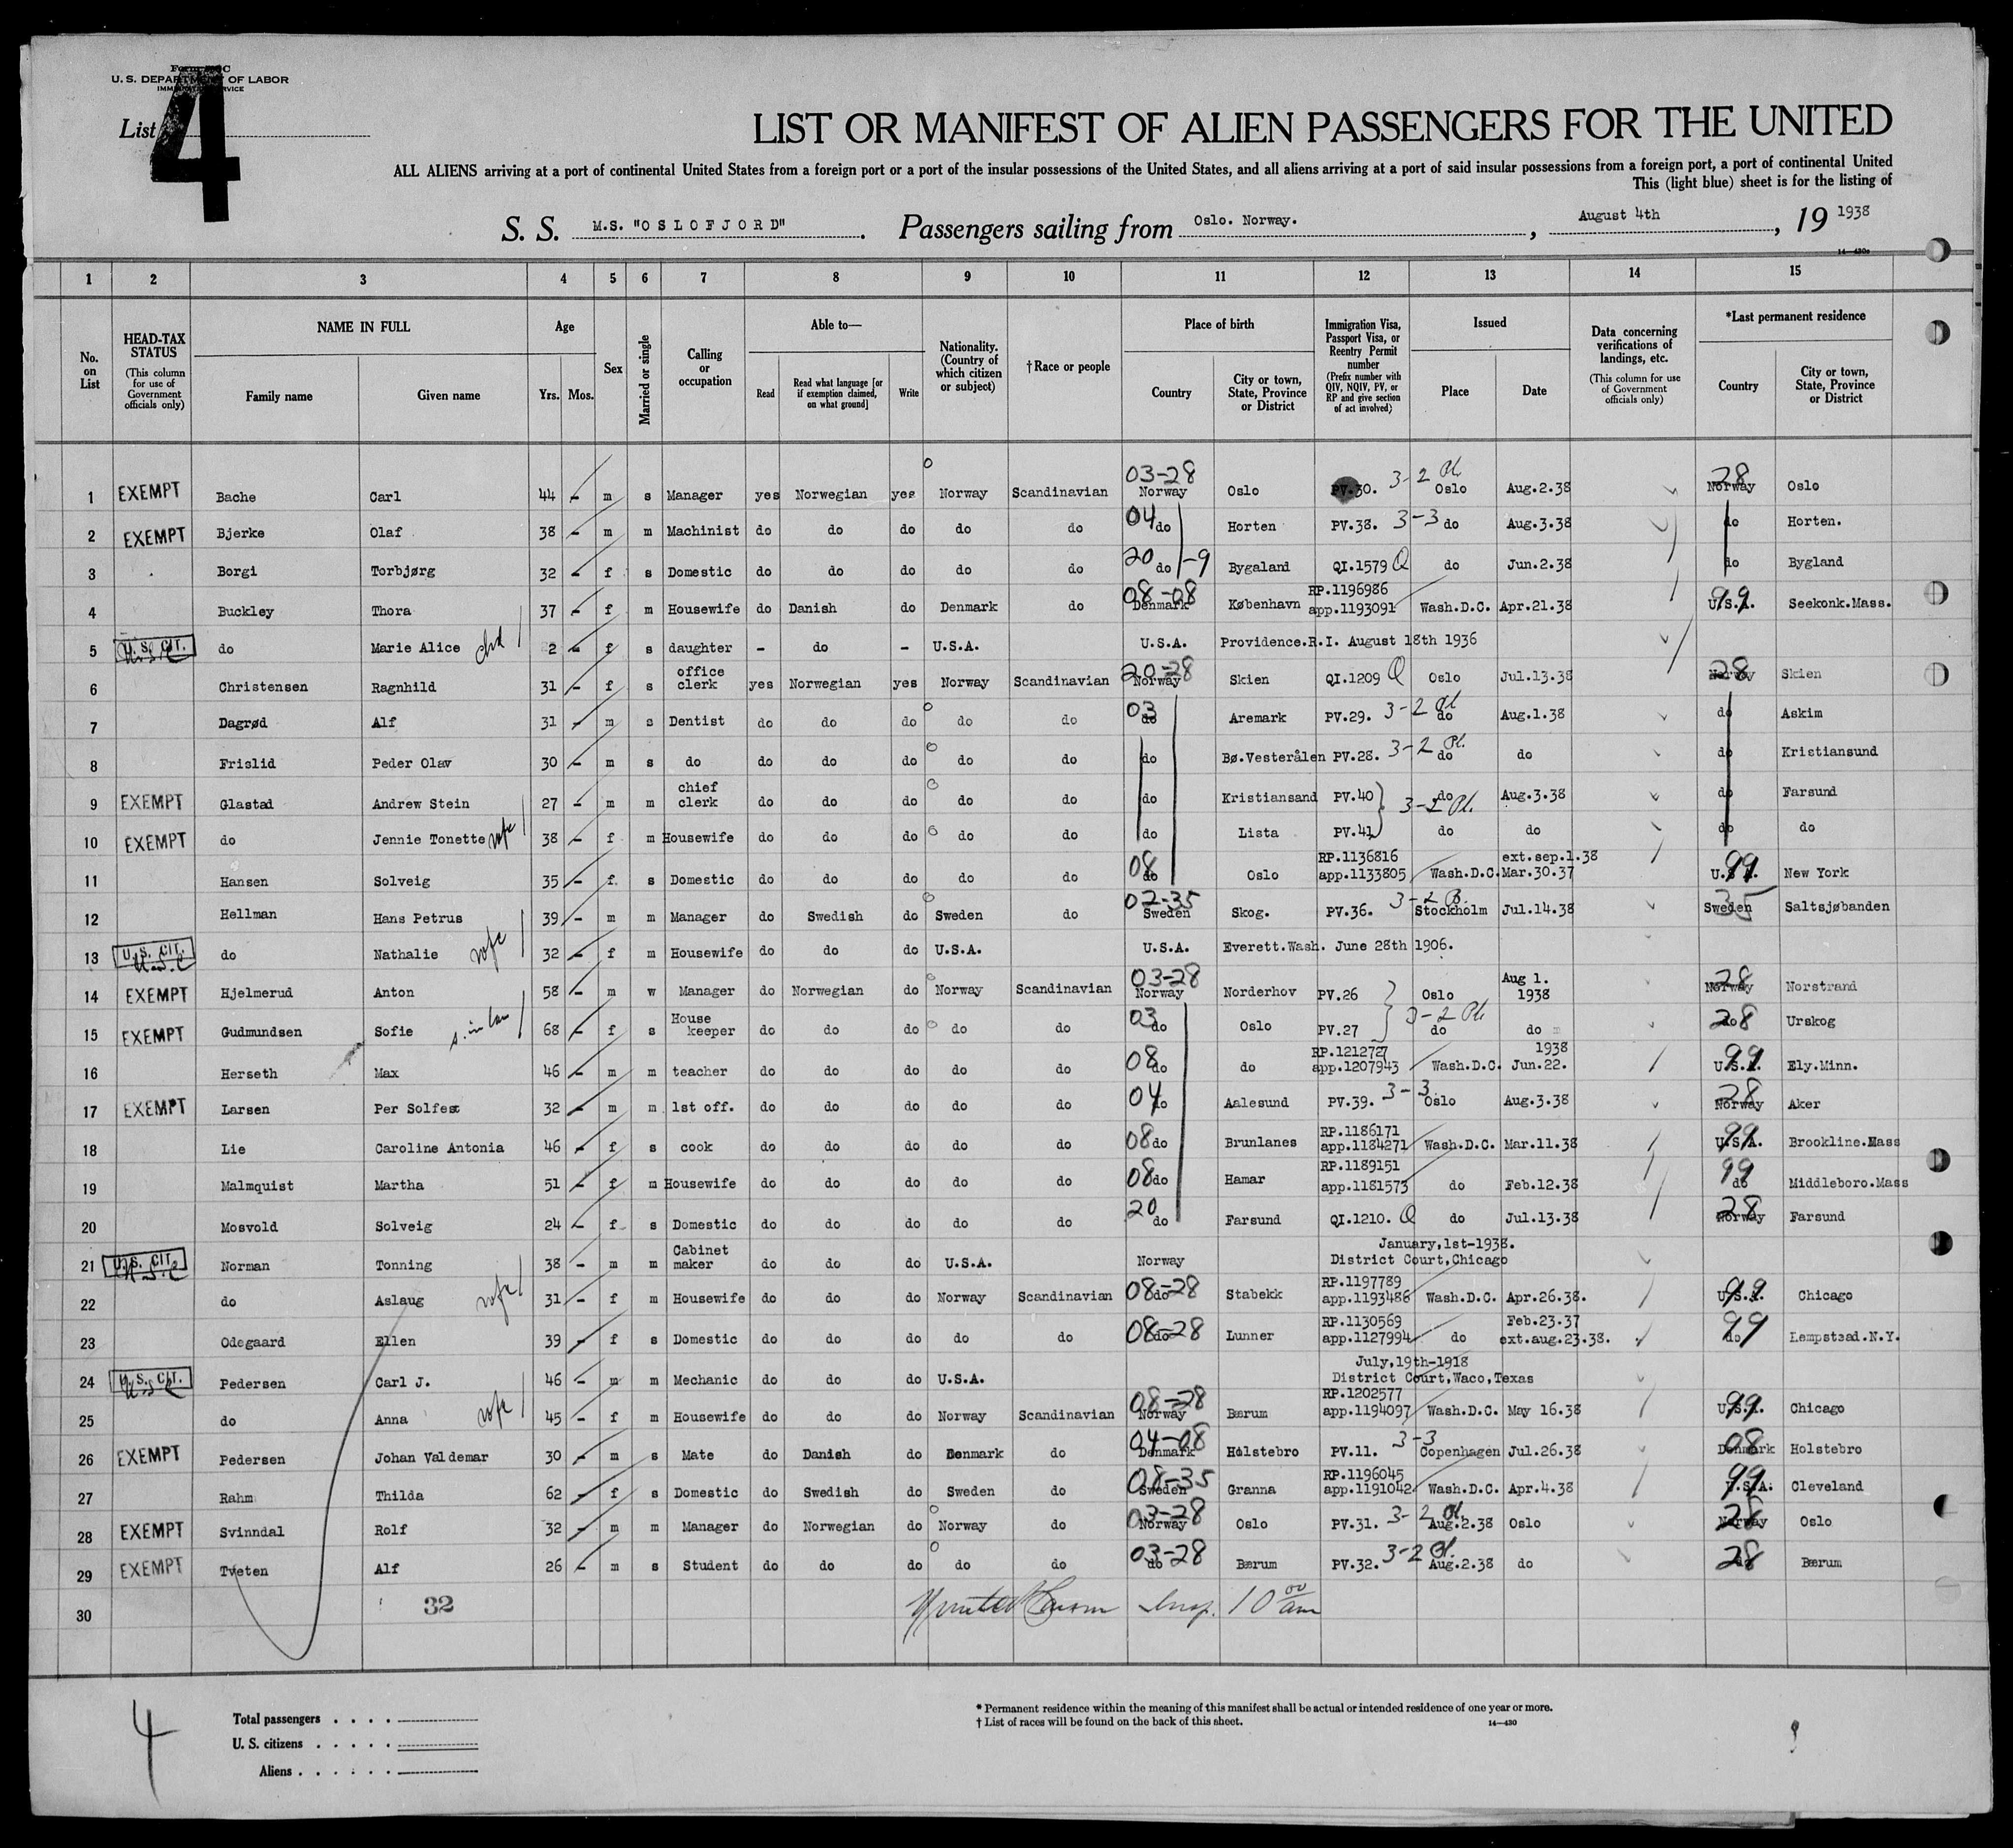 Form 500 C
U. S. DEPARTMENT OF LABOR
IMMIGRATION SERVICE
List 4
LIST OR MANIFEST OF ALIEN PASSENGERS FOR THE UNITED
ALL ALIENS arriving at a port of continental United States from a foreign port or a port of the insular possessions of the United States, and all aliens arriving at a port of said insular possessions from a foreign port, a port of continental United
This (light blue) sheet is for the listing of
S. S. M.S. "OSLOFJORD". Passengers sailing from Oslo. Norway. , August 4th , 19 1938
14—430a
1 2 3 4 5 6 7 8 9 10 11 12 13 14 15
No. on List
HEAD-TAX STATUS (This column for use of Government officials only)
NAME IN FULL Family name Given name
Age Yrs. Mos.
Sex
Married or single
Calling or occupation
Able to— Read Read what language [or if exemption claimed, on what ground] Write
Nationality. (Country of which citizen or subject)
†Race or people
Place of birth Country City or town, State, Province or District
Immigration Visa, Passport Visa, or Reentry Permit number (Prefix number with QIV, NQIV, PV, or RP and give section of act involved)
Issued Place Date
Data concerning verifications of landings, etc. (This column for use of Government officials only)
*Last permanent residence Country City or town, State, Province or District
1 EXEMPT Bache Carl 44 - m s Manager yes Norwegian yes Norway Scandinavian 03-28 Norway Oslo PV.30. 3-2 Pl. Oslo Aug.2.38 28 Norway Oslo
2 EXEMPT Bjerke Olaf 38 - m m Machinist do do do do do 04 do Horten PV.38. 3-3 do Aug.3.38 do Horten.
3 Borgi Torbjørg 32 - f s Domestic do do do do do 20 do -9 Bygaland QI.1579 Q do Jun.2.38 do Bygland
4 Buckley Thora 37 - f m Housewife do Danish do Denmark do 08-08 Denmark København RP.1196986 app.1193091 Wash.D.C. Apr.21.38 99 U.S.A. Seekonk.Mass.
5 U. S. CIT. U.S.C do Marie Alice chd 2 - f s daughter - do - U.S.A. U.S.A. Providence.R.I. August 18th 1936
6 Christensen Ragnhild 31 - f s office clerk yes Norwegian yes Norway Scandinavian 20-28 Norway Skien QI.1209 Q Oslo Jul.13.38 28 Norway Skien
7 Dagrød Alf 31 - m s Dentist do do do do do 03 do Aremark PV.29. 3-2 Pl do Aug.1.38 do Askim
8 Frislid Peder Olav 30 - m s do do do do do do do Bø.Vesterålen PV.28. 3-2 Pl. do do do Kristiansund
9 EXEMPT Glastad Andrew Stein 27 - m m chief clerk do do do do do do Kristiansand PV.40 do Aug.3.38 do Farsund
10 EXEMPT do Jennie Tonette wfe 38 - f m Housewife do do do do do do Lista PV.41 3-2 Pl. do do do do
11 Hansen Solveig 35 - f. s Domestic do do do do do 08 do Oslo RP.1136816 app.1133805 Wash.D.C. ext.sep.1.38 Mar.30.37 99 U.S.A. New York
12 Hellman Hans Petrus 39 - m m Manager do Swedish do Sweden do 02-35 Sweden Skog. PV.36. 3-2 B. Stockholm Jul.14.38 35 Sweden Saltsjøbanden
13 U. S. CIT. U.S.C do Nathalie wfe 32 - f m Housewife do do do U.S.A. U.S.A. Everett.Wash. June 28th 1906.
14 EXEMPT Hjelmerud Anton 58 - m w Manager do Norwegian do Norway Scandinavian 03-28 Norway Norderhov PV.26 Oslo Aug 1. 1938 28 Norway Norstrand
15 EXEMPT Gudmundsen Sofie s. in law 68 - f s House keeper do do do do do 03 do Oslo PV.27 3-2 Pl. do do 28 do Urskog
16 Herseth Max 46 - m m teacher do do do do do 08 do do RP.1212727 app.1207943 Wash.D.C. 1938 Jun.22. 99 U.S.A. Ely.Minn.
17 EXEMPT Larsen Per Solfest 32 - m m 1st off. do do do do do 04 do Aalesund PV.39. 3-3. Oslo Aug.3.38 28 Norway Aker
18 Lie Caroline Antonia 46 - f s cook do do do do do 08 do Brunlanes RP.1186171 app.1184271 Wash.D.C. Mar.11.38 99 U.S.A. Brookline.Mass
19 Malmquist Martha 51 - f m Housewife do do do do do 08 do Hamar RP.1189151 app.1181573 do Feb.12.38 99 do Middleboro.Mass
20 Mosvold Solveig 24 - f s Domestic do do do do do 20 do Farsund QI.1210. Q do Jul.13.38 28 Norway Farsund
21 U. S. CIT. U.S.C Norman Tonning 38 - m m Cabinet maker do do do U.S.A. Norway January,1st-1938. District Court,Chicago
22 do Aslaug wfe 31 - f m Housewife do do do Norway Scandinavian 08-28 do Stabekk RP.1197789 app.1193486 Wash.D.C. Apr.26.38. 99 U.S.A. Chicago
23 Odegaard Ellen 39 - f s Domestic do do do do do 08-28 do Lunner RP.1130569 app.1127994 do Feb.23.37 ext.aug.23.38. 99 do Hempstead.N.Y.
24 U. S. CIT. U.S.C Pedersen Carl J. 46 - m m Mechanic do do do U.S.A. July,19th-1918 District Court,Waco,Texas
25 do Anna wfe 45 - f m Housewife do do do Norway Scandinavian 08-28 Norway Bærum RP.1202577 app.1194097 Wash.D.C. May 16.38 99 U.S.A. Chicago
26 EXEMPT Pedersen Johan Valdemar 30 - m s Mate do Danish do Denmark do 04-08 Denmark Holstebro PV.11. 3-3 Copenhagen Jul.26.38 08 Denmark Holstebro
27 Rahm Thilda 62 - f s Domestic do Swedish do Sweden do 08-35 Sweden Granna RP.1196045 app.1191042 Wash.D.C. Apr.4.38 99 U.S.A. Cleveland
28 EXEMPT Svinndal Rolf 32 - m m Manager do Norwegian do Norway do 03-28 Norway Oslo PV.31. 3-2 Pl. Aug.2.38 Oslo 28 Norway Oslo
29 EXEMPT Tveten Alf 26 - m s Student do do do do do 03-28 do Bærum PV.32. 3-2 Pl. Aug.2.38 do 28 do Bærum
30 32 Insp. 10 00 am
4
Total passengers . . . .
U. S. citizens . . . . .
Aliens . . . . . .
* Permanent residence within the meaning of this manifest shall be actual or intended residence of one year or more.
† List of races will be found on the back of this sheet.
14—430